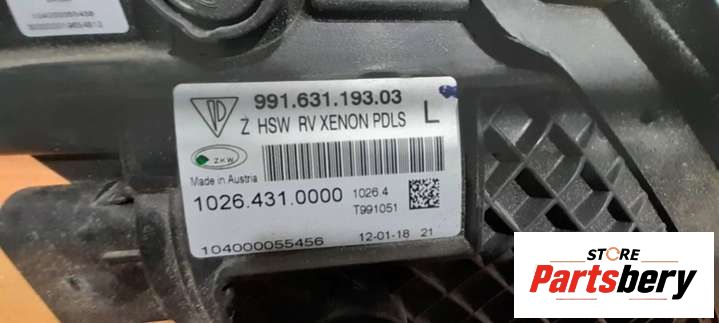 104000055456
991.631.193.03
Z HSW RV XENON PDLS L
ZKW
Made in Austria
1026.431.0000
1026.4
T991051
104000055456 12-01-18 21
STORE
Partsbery